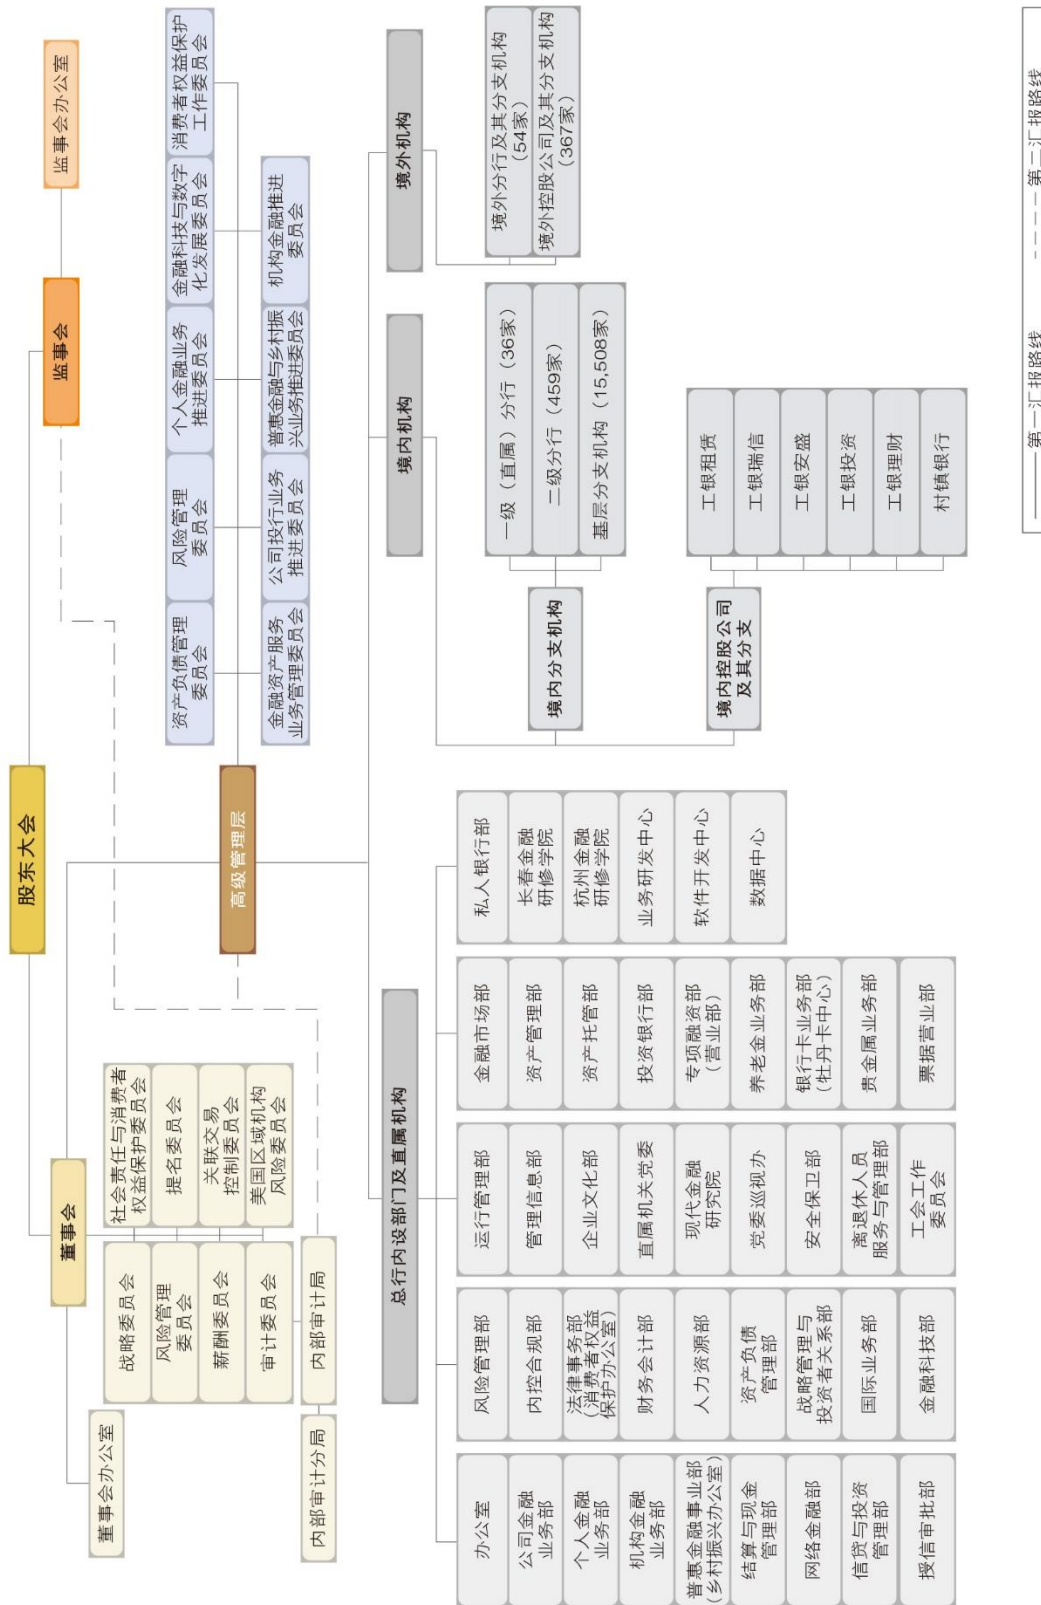 股东大会
董事会
监事会
董事会办公室
监事会办公室
战略委员会
社会责任与消费者
权益保护委员会
风险管理
委员会
提名委员会
薪酬委员会
关联交易
控制委员会
审计委员会
美国区域机构
风险委员会
内部审计分局
内部审计局
高级管理层
资产负债管理
委员会
风险管理
委员会
个人金融业务
推进委员会
金融科技与数字
化发展委员会
消费者权益保护
工作委员会
金融资产服务
业务管理委员会
公司投行业务
推进委员会
普惠金融与乡村振
兴业务推进委员会
机构金融推进
委员会
总行内设部门及直属机构
境内机构
境外机构
办公室
公司金融
业务部
个人金融
业务部
机构金融
业务部
普惠金融事业部
(乡村振兴办公室)
结算与现金
管理部
网络金融部
信贷与投资
管理部
授信审批部
风险管理部
内控合规部
法律事务部
(消费者权益
保护办公室)
财务会计部
人力资源部
资产负债
管理部
战略管理与
投资者关系部
国际业务部
金融科技部
运行管理部
管理信息部
企业文化部
直属机关党委
现代金融
研究院
党委巡视办
安全保卫部
离退休人员
服务与管理部
工会工作
委员会
金融市场部
资产管理部
资产托管部
投资银行部
专项融资部
(营业部)
养老金业务部
银行卡业务部
(牡丹卡中心)
贵金属业务部
票据营业部
私人银行部
长春金融
研修学院
杭州金融
研修学院
业务研发中心
软件开发中心
数据中心
境内分支机构
一级(直属)分行(36家)
二级分行(459家)
基层分支机构(15,508家)
境内控股公司
及其分支
工银租赁
工银瑞信
工银安盛
工银投资
工银理财
村镇银行
境外分行及其分支机构
(54家)
境外控股公司及其分支机构
(367家)
第一汇报路线
第二汇报路线